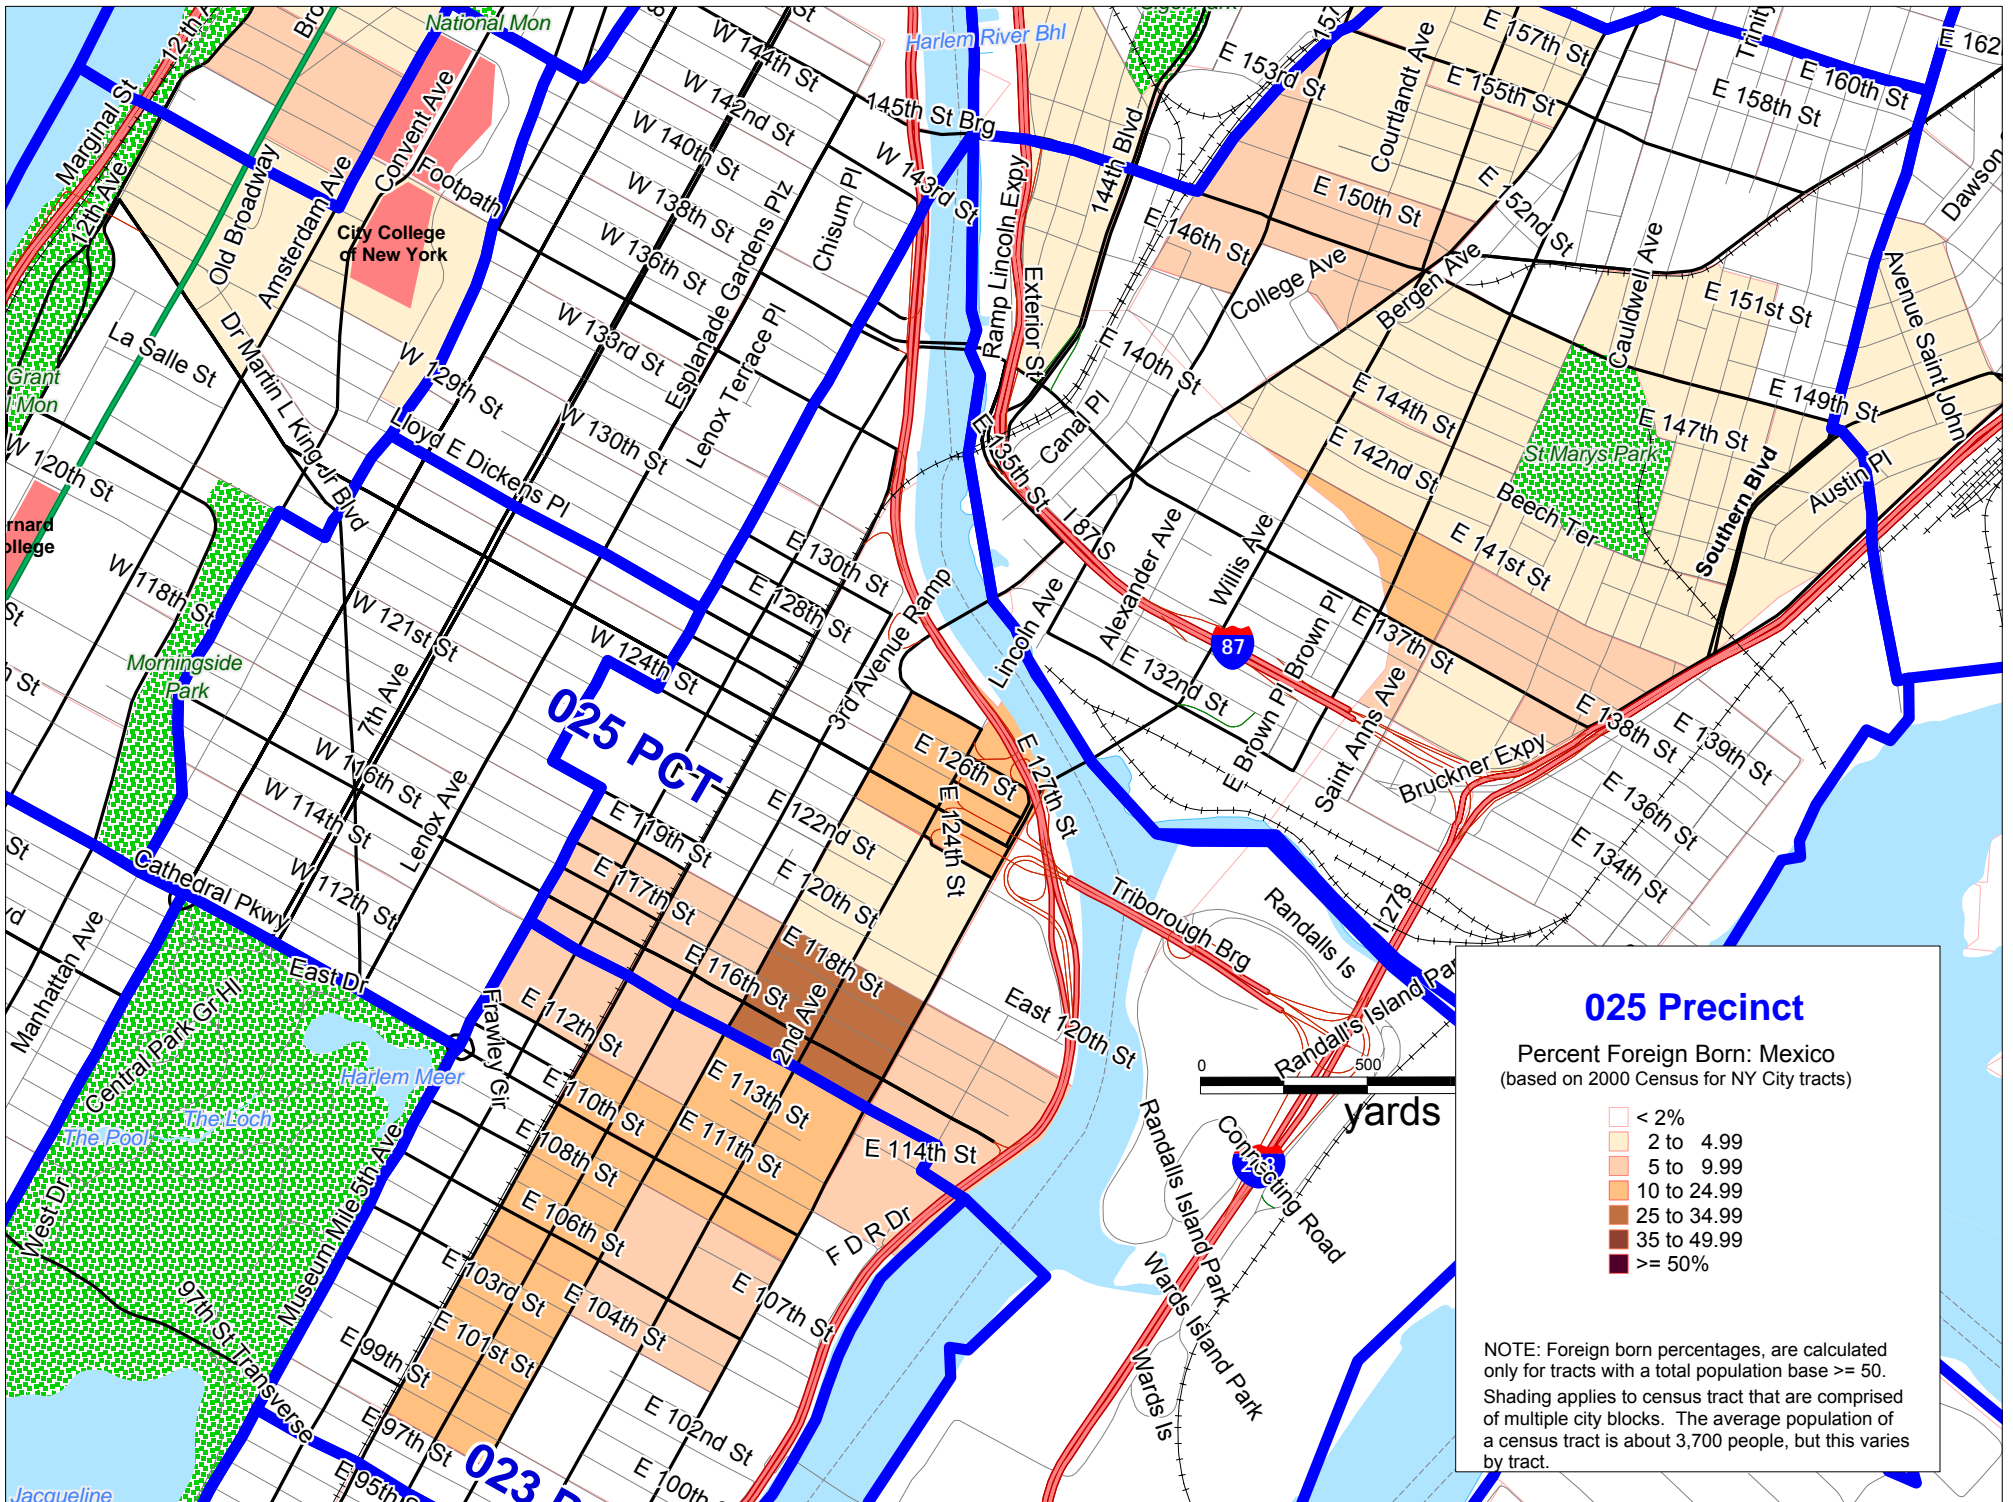 National Mon
Harlem River Bhl
W 144th St
W 142nd St
W 140th St
W 138th St
W 136th St
W 133rd St
W 130th St
W 129th St
145th St Brg
W 143rd St
Chisum Pl
Esplanade Gardens Plz
Lenox Terrace Pl
Marginal St
12th Ave
Convent Ave
Footpath
City College
of New York
Old Broadway
Amsterdam Ave
La Salle St
Dr Martin L King Jr Blvd
Lloyd E Dickens Pl
Grant
W 120th St
W 118th St
Morningside
Park
W 121st St
7th Ave
W 124th St
W 116th St
W 114th St
W 112th St
Lenox Ave
Cathedral Pkwy
Manhattan Ave
East Dr
Central Park Gr Hl
Harlem Meer
The Loch
The Pool
West Dr
Museum Mile 5th Ave
97th St Transverse
Frawley Cir
Jacqueline
Ramp Lincoln Expy
Exterior St
144th Blvd
E 153rd St
E 157th St
E 155th St
Courtlandt Ave
E 158th St
E 160th St
E 162
Trinity
Dawson
E 150th St
E 152nd St
E 146th St
College Ave
Bergen Ave
Cauldwell Ave
E 151st St
Avenue Saint John
E 149th St
E 147th St
St Marys Park
Southern Blvd
Austin Pl
Beech Ter
E 140th St
Canal Pl
E 135th St
E 144th St
E 142nd St
E 141st St
I 87 S
Alexander Ave
Willis Ave
87
E 137th St
Brown Pl
E Brown Pl
Lincoln Ave
E 132nd St
Saint Anns Ave
Bruckner Expy
E 138th St
E 139th St
E 136th St
E 134th St
E 130th St
E 128th St
3rd Avenue Ramp
E 126th St
E 127th St
E 124th St
025 PCT
E 122nd St
E 120th St
E 119th St
E 117th St
E 118th St
E 116th St
2nd Ave
East 120th St
E 114th St
E 113th St
E 111th St
E 112th St
E 110th St
E 108th St
E 106th St
E 103rd St
E 101st St
E 99th St
E 97th St
E 104th St
E 107th St
E 102nd St
E 100th
F D R Dr
023
Triborough Brg
Randalls Is
I 278
Randall's Island
Randalls Island Park
Connecting Road
Wards Island Park
Wards Is
0 500
yards
025 Precinct
Percent Foreign Born: Mexico
(based on 2000 Census for NY City tracts)
< 2%
2 to 4.99
5 to 9.99
10 to 24.99
25 to 34.99
35 to 49.99
>= 50%
NOTE: Foreign born percentages, are calculated
only for tracts with a total population base >= 50.
Shading applies to census tract that are comprised
of multiple city blocks. The average population of
a census tract is about 3,700 people, but this varies
by tract.